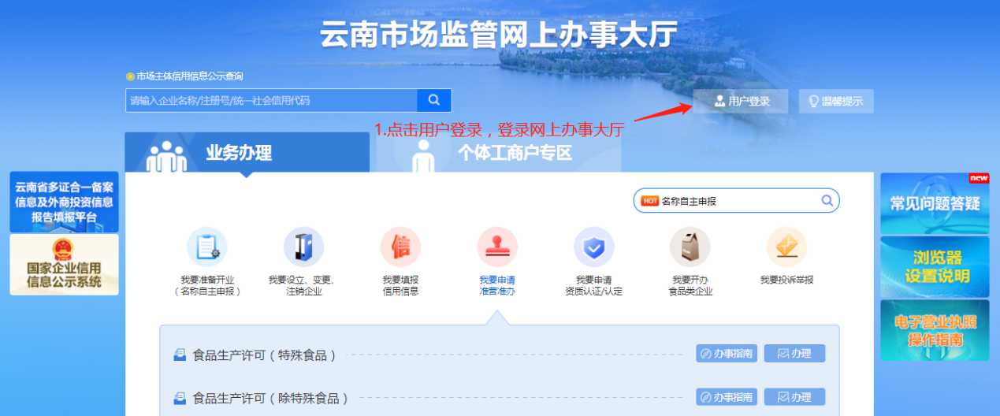 云南市场监管网上办事大厅
市场主体信用信息公示查询
请输入企业名称/注册号/统一社会信用代码
用户登录
温馨提示
1.点击用户登录，登录网上办事大厅
业务办理
个体工商户专区
云南省多证合一备案
信息及外商投资信息
报告填报平台
国家企业信用
信息公示系统
HOT 名称自主申报
new
常见问题答疑
浏览器
设置说明
电子营业执照
操作指南
我要准备开业
（名称自主申报）
我要设立、变更、
注销企业
信
我要填报
信用信息
我要申请
准营准办
我要申请
资质认证/认定
我要开办
食品类企业
我要投诉举报
食品生产许可（特殊食品）
办事指南
办理
食品生产许可（除特殊食品）
办事指南
办理